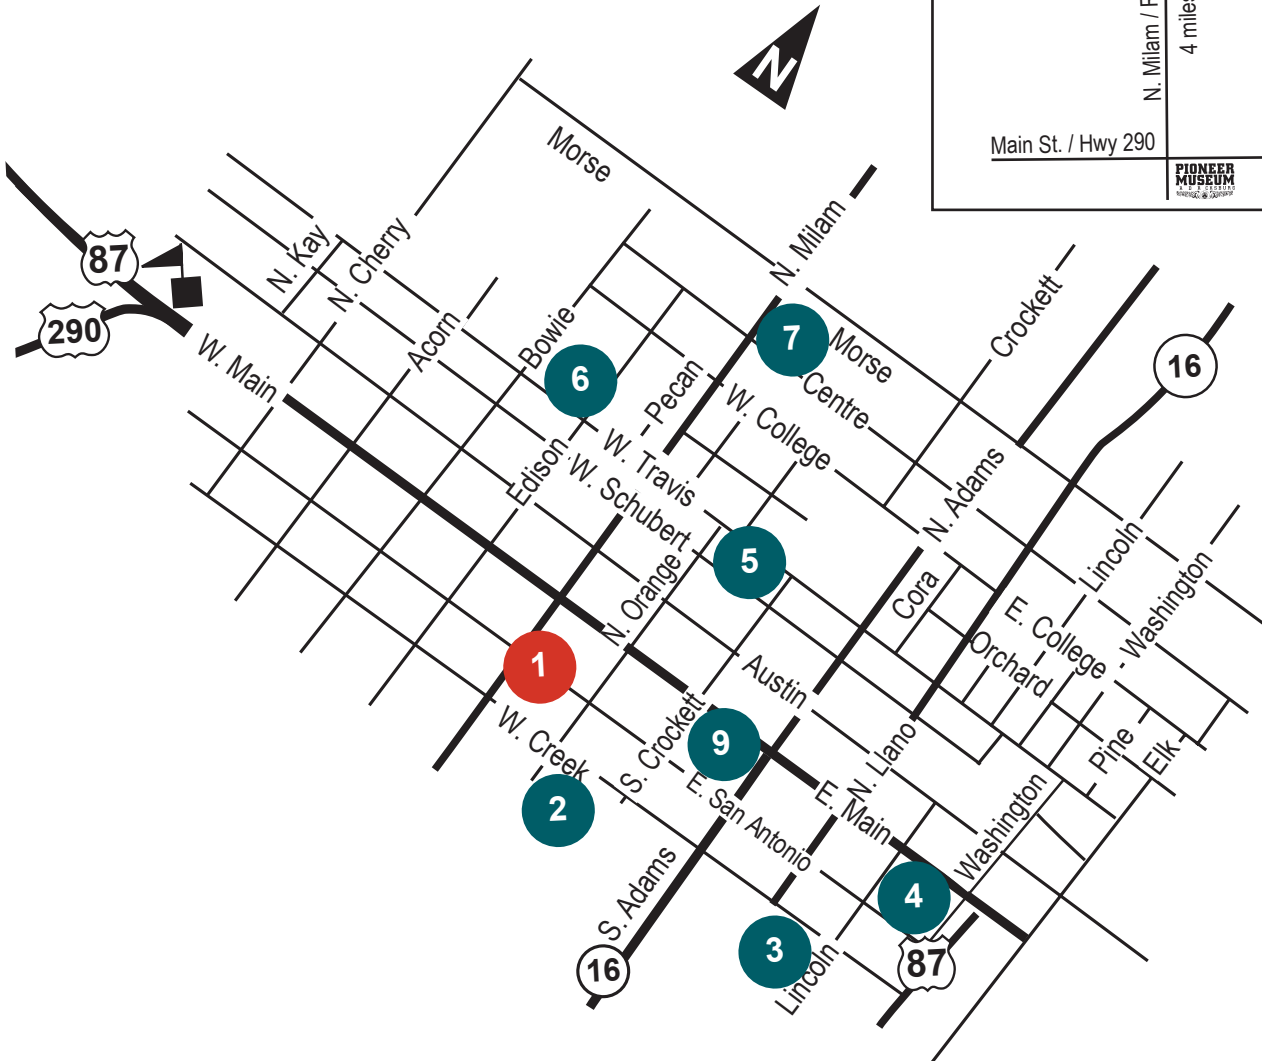 N
N. Milam / F
4 miles
Main St. / Hwy 290
PIONEER
MUSEUM
Morse
N. Milam
N. Kay
N. Cherry
87
290
W. Main
Acorn
Bowie
6
7
Morse
Centre
Crockett
16
Pecan
W. College
Edison
W. Travis
W. Schubert
N. Adams
5
N. Orange
Cora
Lincoln
Washington
E. College
Orchard
1
Austin
W. Creek
S. Crockett
9
N. Llano
Pine
Elk
2
E. San Antonio
E. Main
Washington
S. Adams
4
16
3
Lincoln
87